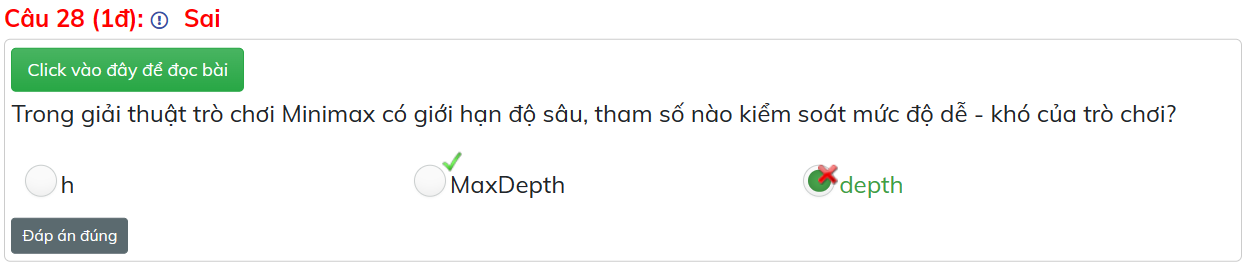 Câu 28 (1đ): Sai
Click vào đây để đọc bài
Trong giải thuật trò chơi Minimax có giới hạn độ sâu, tham số nào kiểm soát mức độ dễ - khó của trò chơi?
h MaxDepth depth
Đáp án đúng